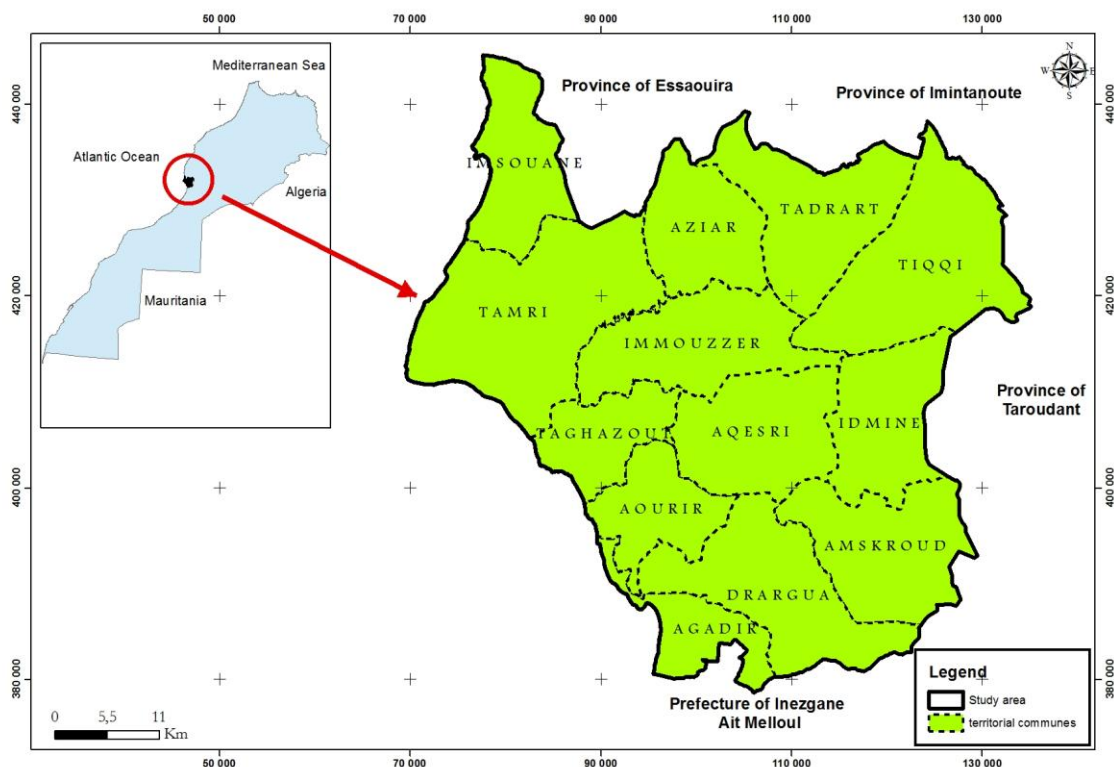 50 000
70 000
90 000
110 000
130 000
440 000
420 000
400 000
380 000
Mediterranean Sea
Atlantic Ocean
Algeria
Mauritania
Province of Essaouira
Province of Imintanoute
N
W
E
S
440 000
420 000
400 000
380 000
IMSOUANE
AZIAR
TADRART
TIQQI
TAMRI
IMMOUZZER
Province of
Taroudant
TAGHAZOUT
AQESRI
IDMINE
AOURIR
AMSKROUD
DRARGUA
AGADIR
Prefecture of Inezgane
Ait Melloul
Legend
Study area
territorial communes
0 5,5 11
Km
50 000
70 000
90 000
110 000
130 000